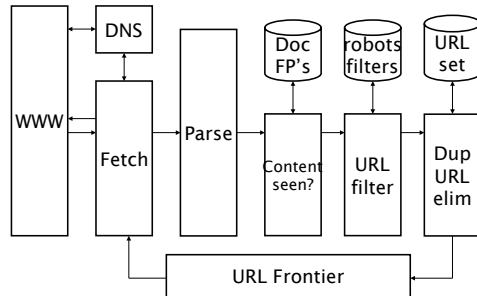 DNS
WWW
Fetch
Parse
Doc
FP's
robots
filters
URL
set
Content
seen?
URL
filter
Dup
URL
elim
URL Frontier